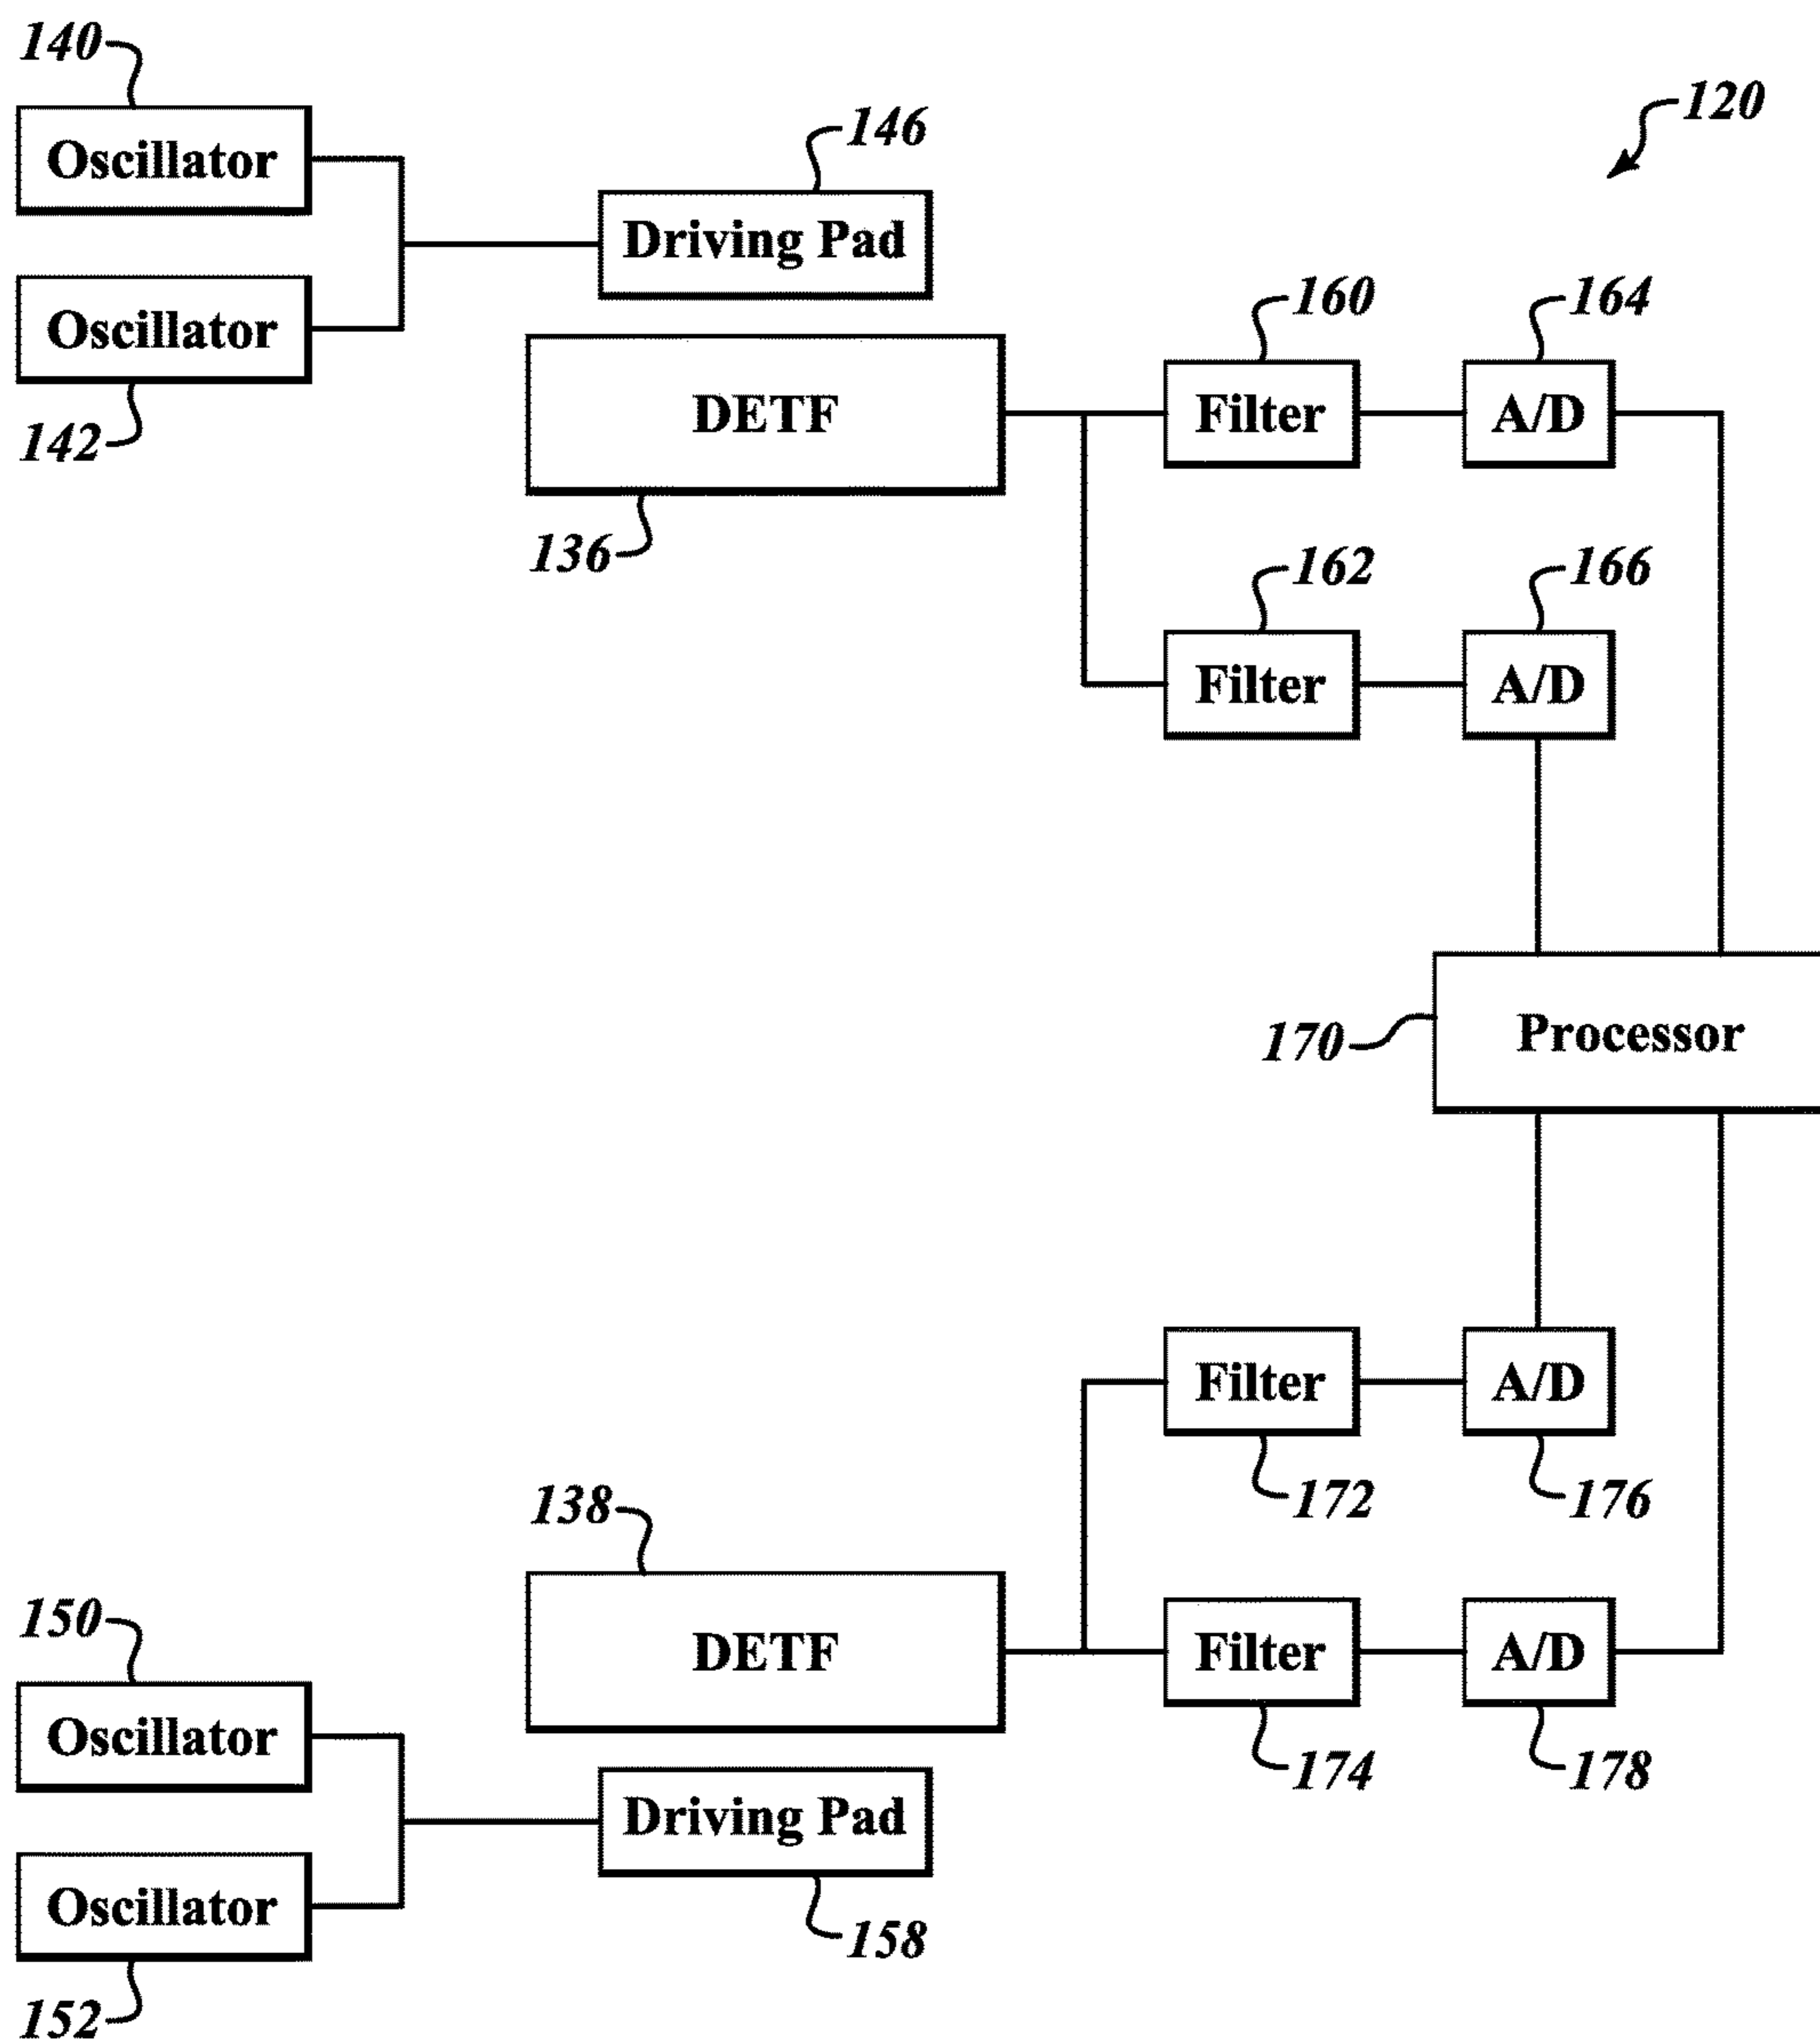 140
120
146
Oscillator
Driving Pad
Oscillator
142
160
164
DETF
Filter
A/D
136
162
166
Filter
A/D
170
Processor
Filter
A/D
172
176
138
150
DETF
Filter
A/D
Oscillator
174
178
Driving Pad
Oscillator
158
152